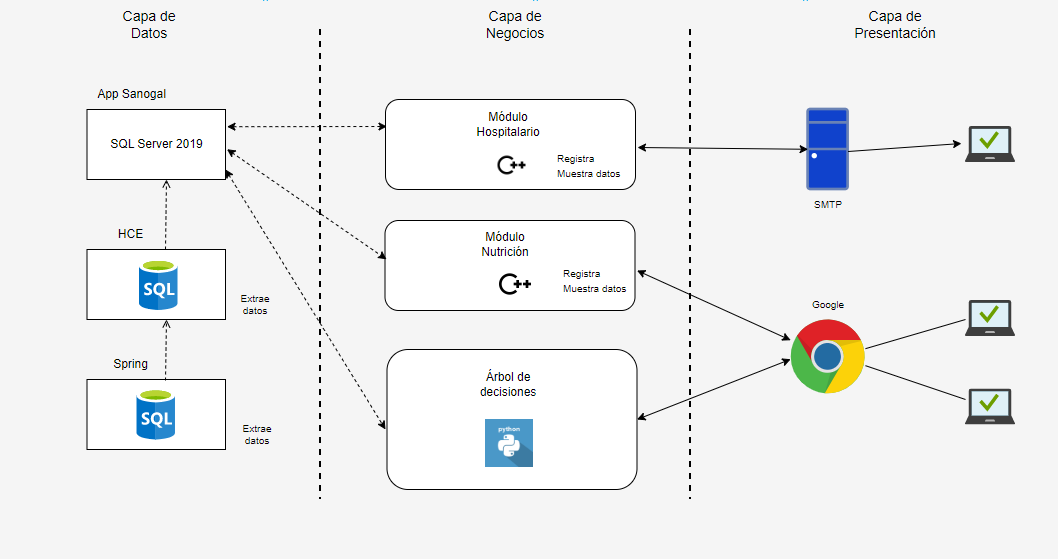 Capa de
Datos
Capa de
Negocios
Capa de
Presentación
App Sanogal
SQL Server 2019
HCE
SQL
Extrae
datos
Spring
SQL
Extrae
datos
Módulo
Hospitalario
C++
Registra
Muestra datos
Módulo
Nutrición
C++
Registra
Muestra datos
Árbol de
decisiones
python
SMTP
Google